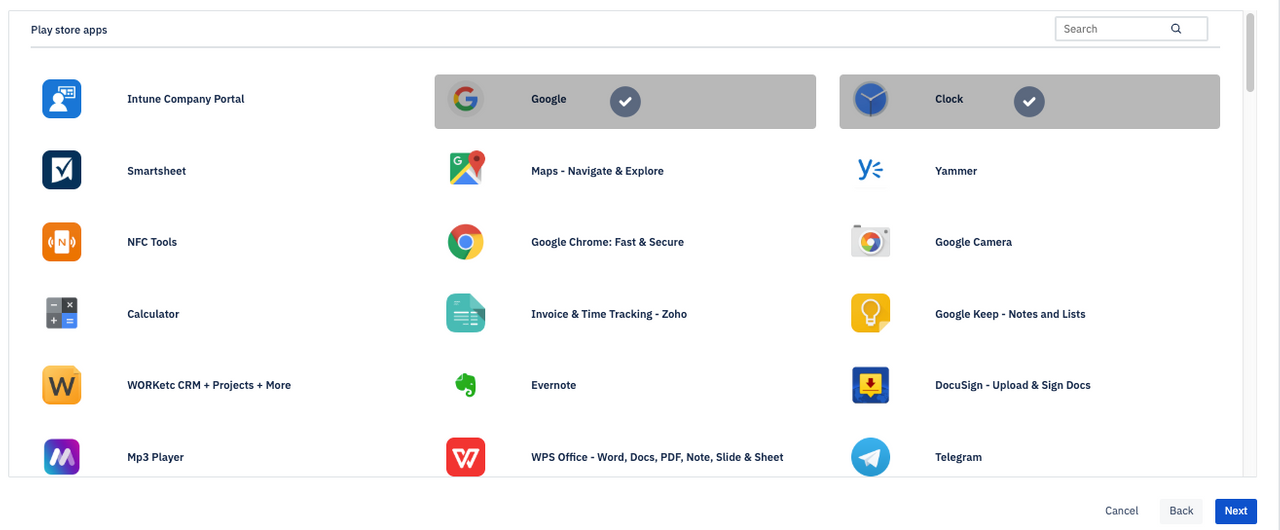 Play store apps
Search
Intune Company Portal
G
Google
Clock
Smartsheet
G
Maps - Navigate & Explore
Yammer
N
NFC Tools
Google Chrome: Fast & Secure
Google Camera
Calculator
Invoice & Time Tracking - Zoho
Google Keep - Notes and Lists
W
WORKetc CRM + Projects + More
Evernote
DocuSign - Upload & Sign Docs
Mp3 Player
W
WPS Office - Word, Docs, PDF, Note, Slide & Sheet
Telegram
Cancel
Back
Next